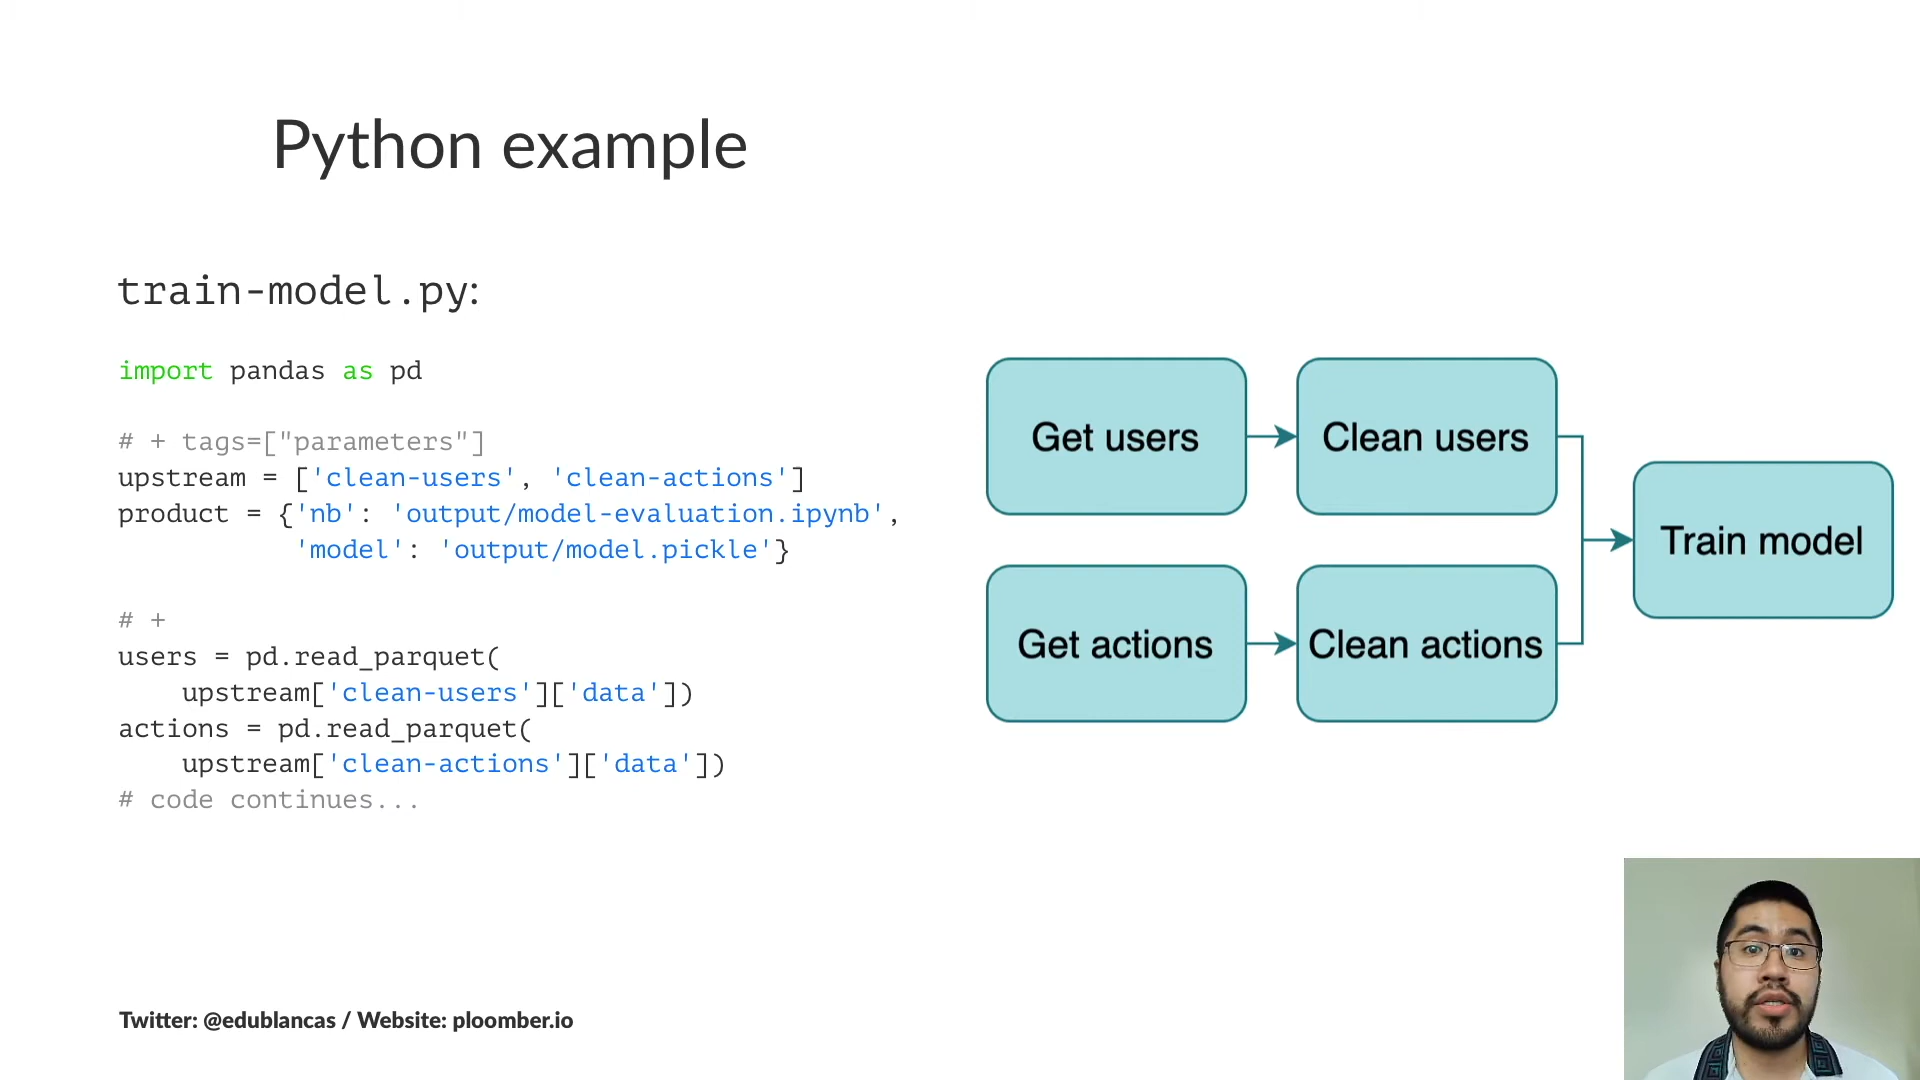 Python example
train-model.py:
import pandas as pd
# + tags=["parameters"]
upstream = ['clean-users', 'clean-actions']
product = {'nb': 'output/model-evaluation.ipynb',
'model': 'output/model.pickle'}
# +
users = pd.read_parquet(
upstream['clean-users']['data'])
actions = pd.read_parquet(
upstream['clean-actions']['data'])
# code continues...
Get users
Clean users
Train model
Get actions
Clean actions
Twitter: @edublancas / Website: ploomber.io